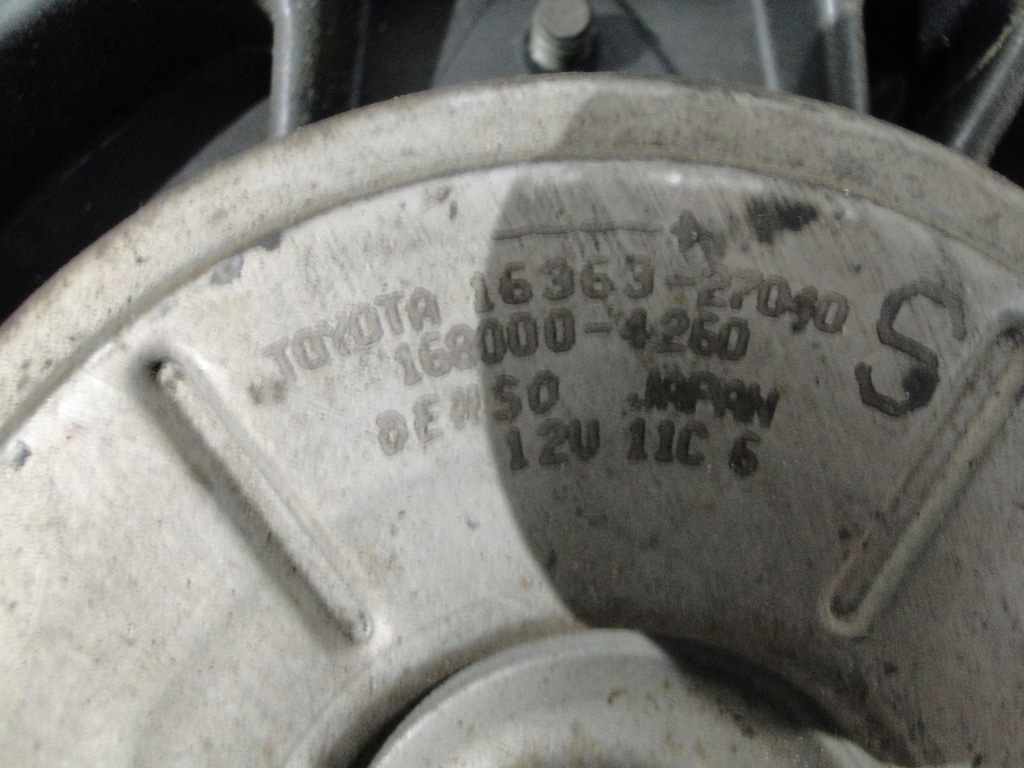 TOYOTA 16363-27040
168000-4260
DENSO JAPAN
12V 11C 6
S